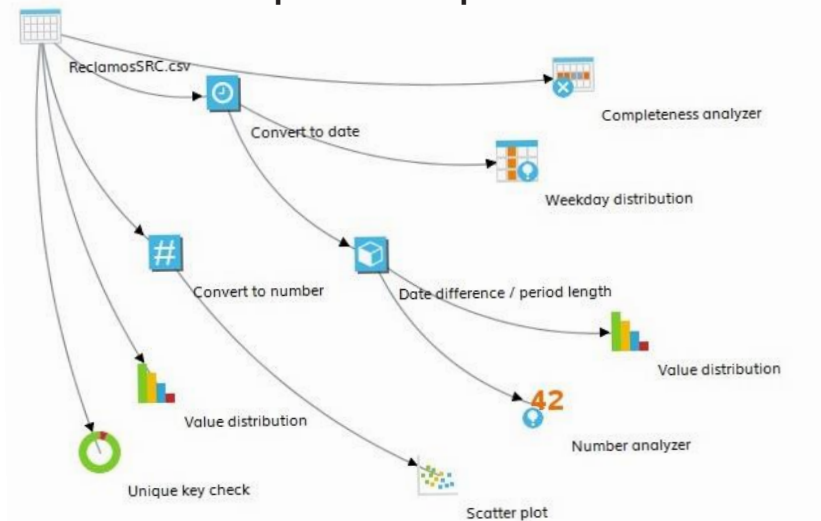 ReclamosSRC.csv
Completeness analyzer
Convert to date
Weekday distribution
#
Convert to number
Date difference / period length
Value distribution
42
Value distribution
Number analyzer
Unique key check
Scatter plot